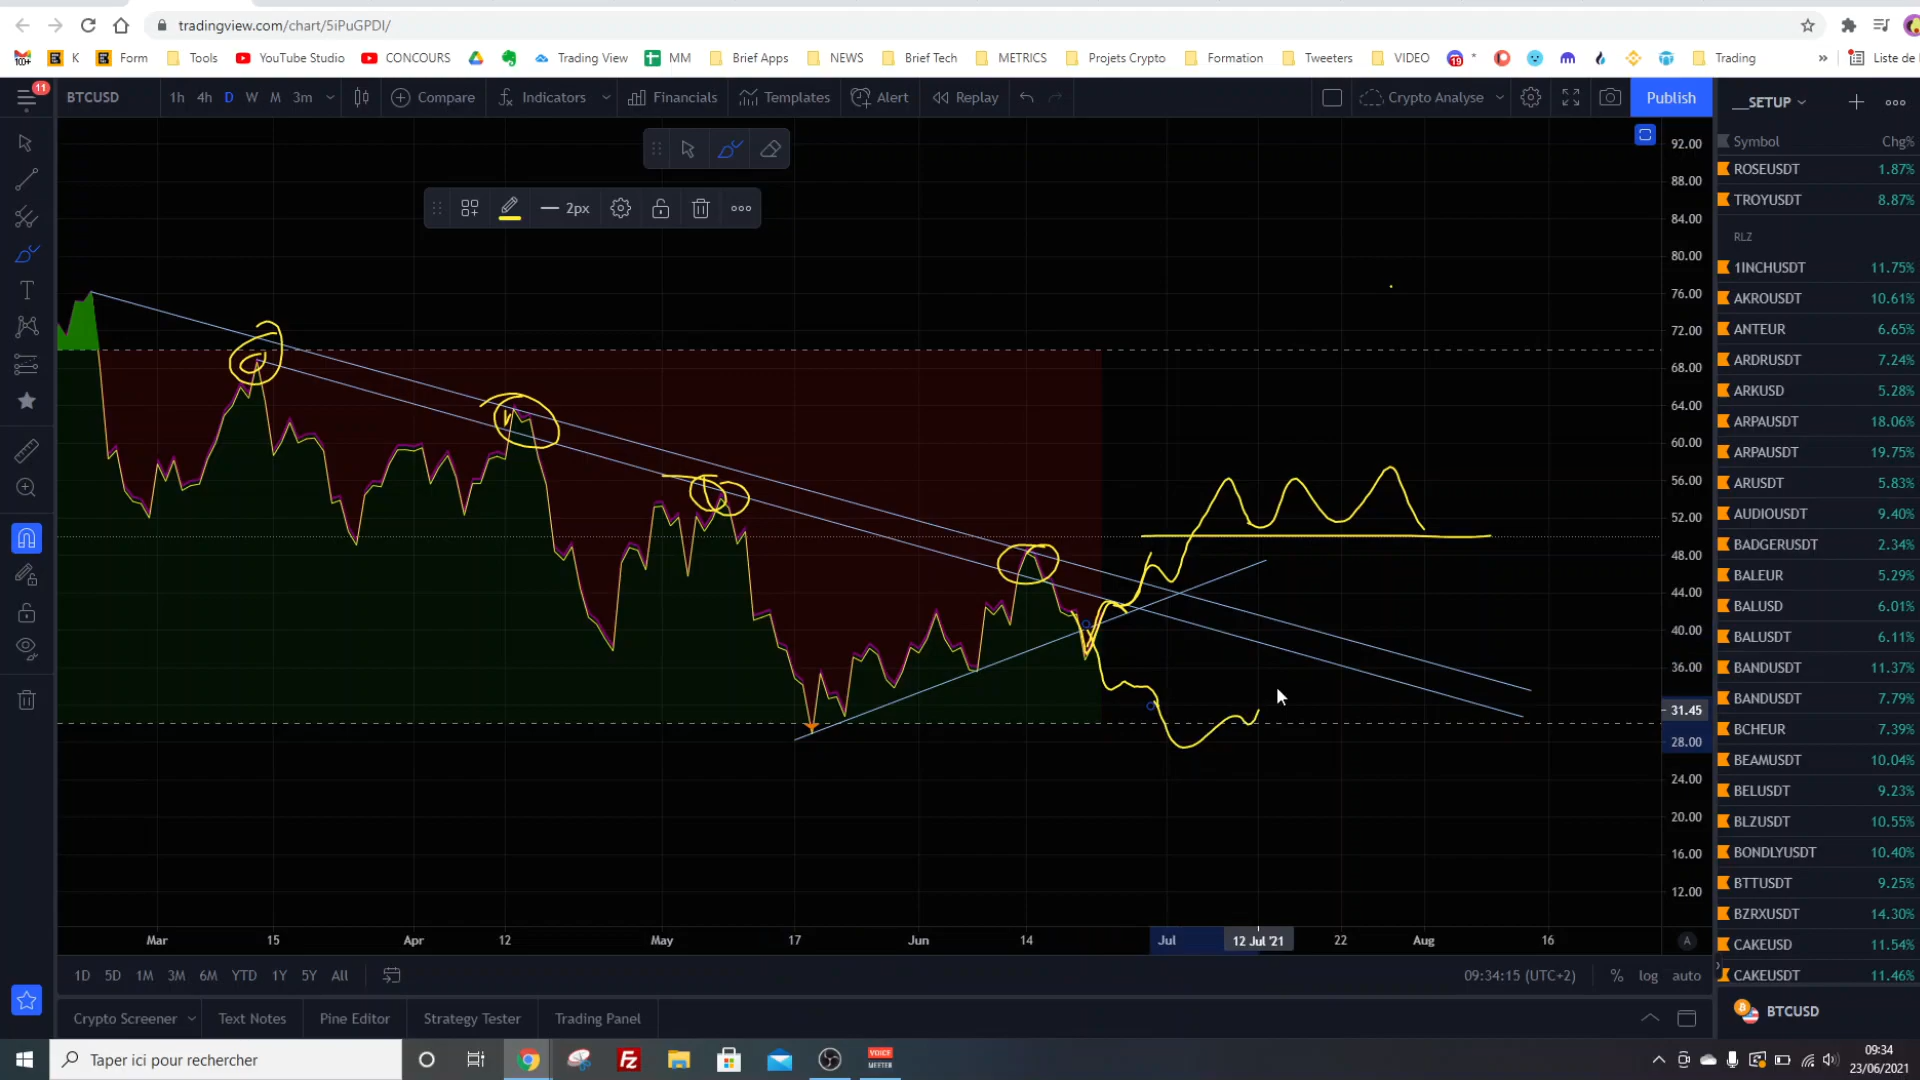 tradingview.com/chart/5iPuGPDI/
K Form Tools YouTube Studio CONCOURS Trading View MM Brief Apps NEWS Brief Tech METRICS Projets Crypto Formation Tweeters VIDEO 19 * Trading » Liste de
11
BTCUSD 1h 4h D W M 3m Compare Indicators Financials Templates Alert Replay Crypto Analyse Publish __SETUP
Symbol Chg%
2px
ROSEUSDT 1.87%
TROYUSDT 8.87%
RLZ
1INCHUSDT 11.75%
AKROUSDT 10.61%
ANTEUR 6.65%
ARDRUSDT 7.24%
ARKUSD 5.28%
ARPAUSDT 18.06%
ARPAUSDT 19.75%
ARUSDT 5.83%
AUDIOUSDT 9.40%
BADGERUSDT 2.34%
BALEUR 5.29%
BALUSD 6.01%
BALUSDT 6.11%
BANDUSDT 11.37%
BANDUSDT 7.79%
BCHEUR 7.39%
BEAMUSDT 10.04%
BELUSDT 9.23%
BLZUSDT 10.55%
BONDLYUSDT 10.40%
BTTUSDT 9.25%
BZRXUSDT 14.30%
CAKEUSD 11.54%
CAKEUSDT 11.46%
92.00
88.00
84.00
80.00
76.00
72.00
68.00
64.00
60.00
56.00
52.00
48.00
44.00
40.00
36.00
31.45
28.00
24.00
20.00
16.00
12.00
Mar 15 Apr 12 May 17 Jun 14 Jul 12 Jul '21 22 Aug 16 A
1D 5D 1M 3M 6M YTD 1Y 5Y All 09:34:15 (UTC+2) % log auto
Crypto Screener Text Notes Pine Editor Strategy Tester Trading Panel BTCUSD
Taper ici pour rechercher
VOICE
MEETER
09:34
23/06/2021